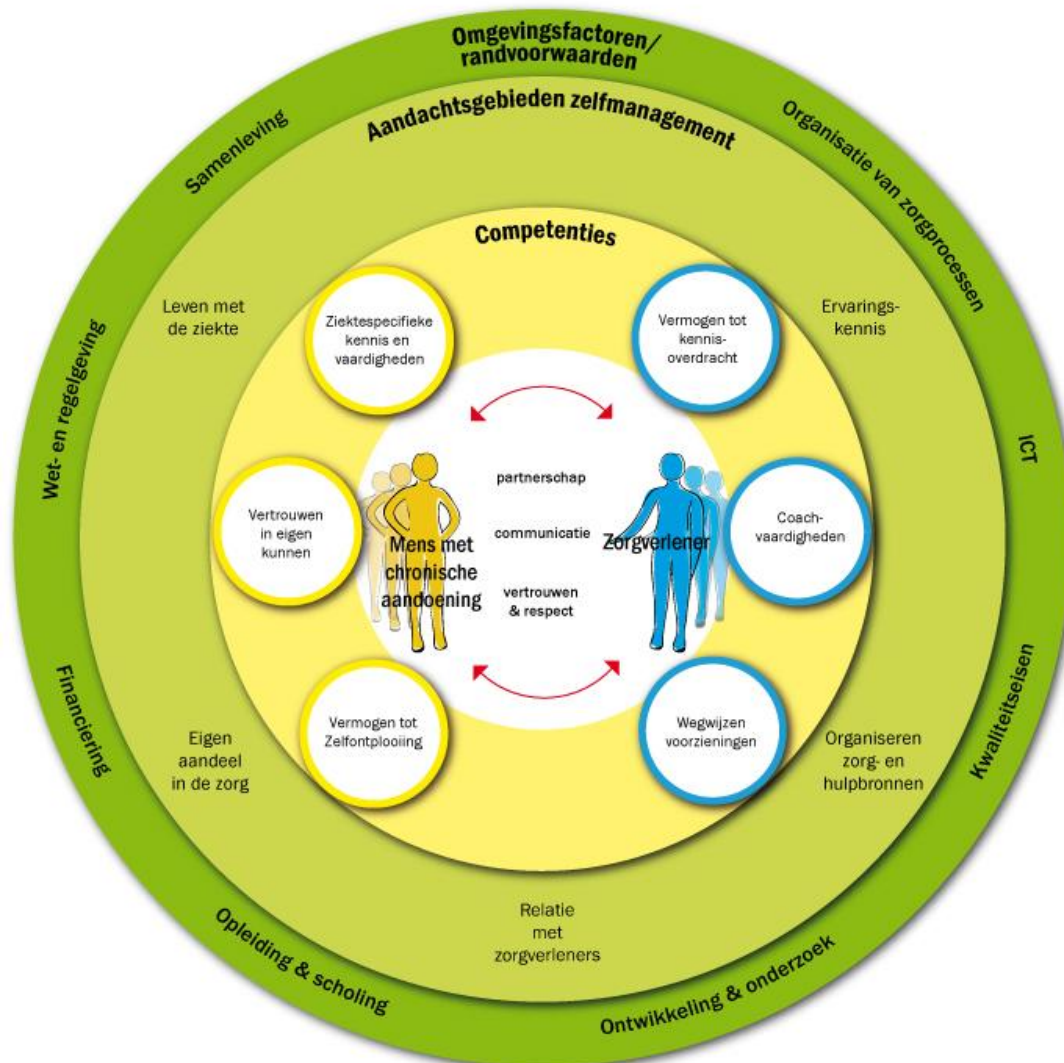 Omgevingsfactoren/
randvoorwaarden
Aandachtsgebieden zelfmanagement
Samenleving
Organisatie van zorgprocessen
Wet- en regelgeving
ICT
Financiering
Kwaliteitseisen
Opleiding & scholing
Ontwikkeling & onderzoek
Leven met
de ziekte
Ervarings-
kennis
Eigen
aandeel
in de zorg
Organiseren
zorg- en
hulpbronnen
Relatie
met
zorgverleners
Competenties
Ziektespecifieke
kennis en
vaardigheden
Vermogen tot
kennis-
overdracht
Vertrouwen
in eigen
kunnen
Coach-
vaardigheden
Vermogen tot
Zelfontplooiing
Wegwijzen
voorzieningen
Mens met
chronische
aandoening
partnerschap
communicatie
vertrouwen
& respect
Zorgverlener